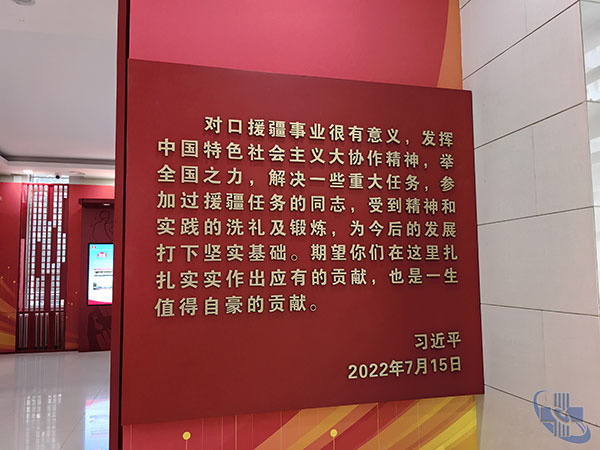 对口援疆事业很有意义，发挥
中国特色社会主义大协作精神，举
全国之力，解决一些重大任务，参
加过援疆任务的同志，受到精神和
实践的洗礼及锻炼，为今后的发展
打下坚实基础。期望你们在这里扎
扎实实作出应有的贡献，也是一生
值得自豪的贡献。
习近平
2022年7月15日